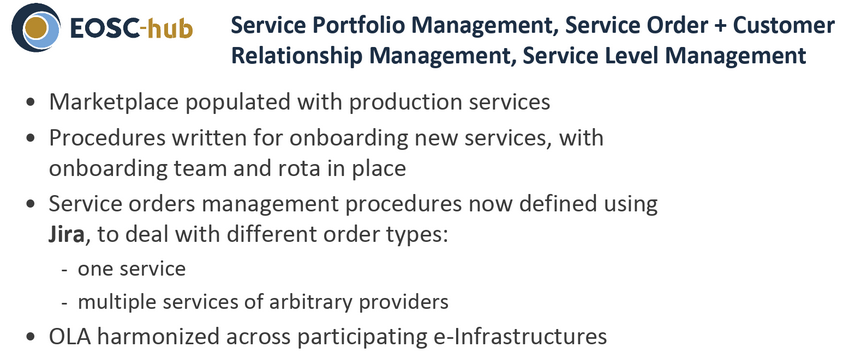 EOSC-hub
Service Portfolio Management, Service Order + Customer
Relationship Management, Service Level Management
• Marketplace populated with production services
• Procedures written for onboarding new services, with
onboarding team and rota in place
• Service orders management procedures now defined using
Jira, to deal with different order types:
- one service
- multiple services of arbitrary providers
• OLA harmonized across participating e-Infrastructures